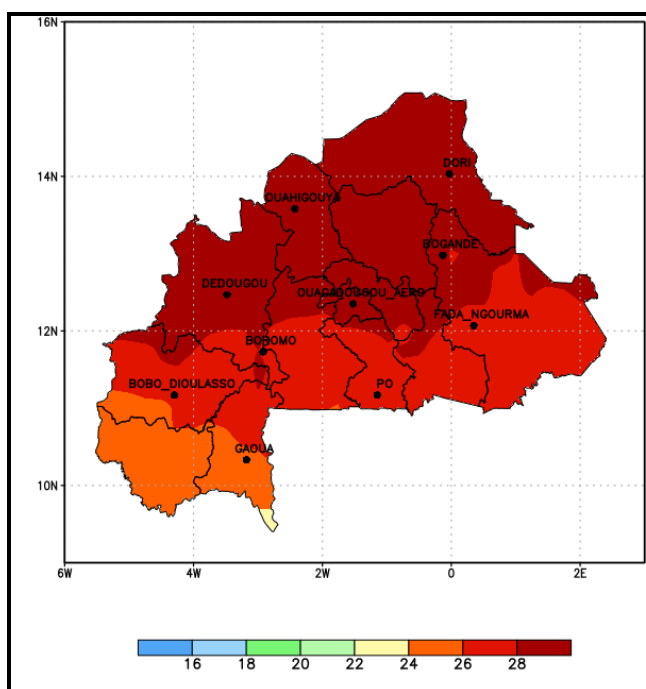 16N
14N
DORI
OUAHIGOUYA
BOGANDE
DEDOUGOU
OUAGADOUGOU_AERO
FADA_NGOURMA
12N
BOROMO
BOBO_DIOULASSO
PO
GAOUA
10N
6W 4W 2W 0 2E
16 18 20 22 24 26 28